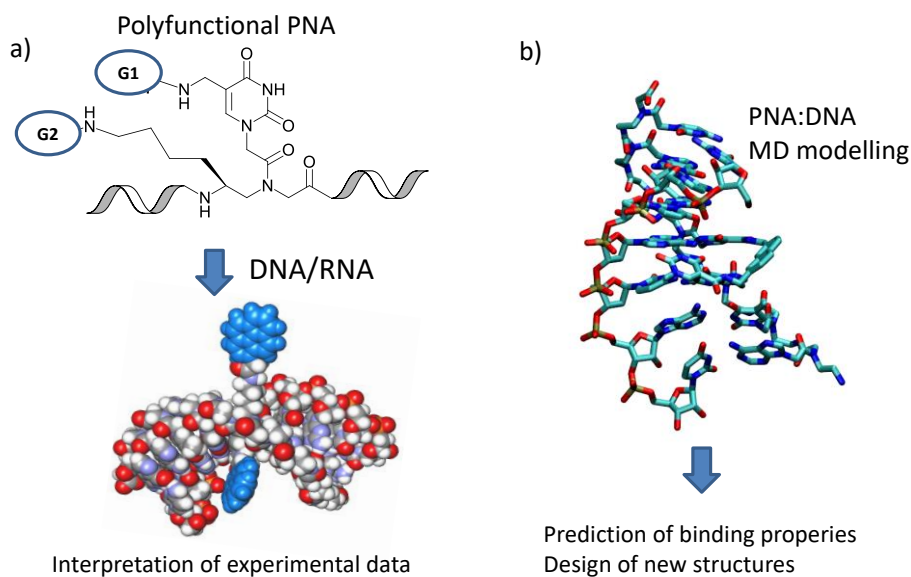 Polyfunctional PNA
a)
G1
N
H
O
NH
N
O
H
N
G2
O
O
N
N
H
DNA/RNA
Interpretation of experimental data
b)
PNA:DNA
MD modelling
Prediction of binding properies
Design of new structures